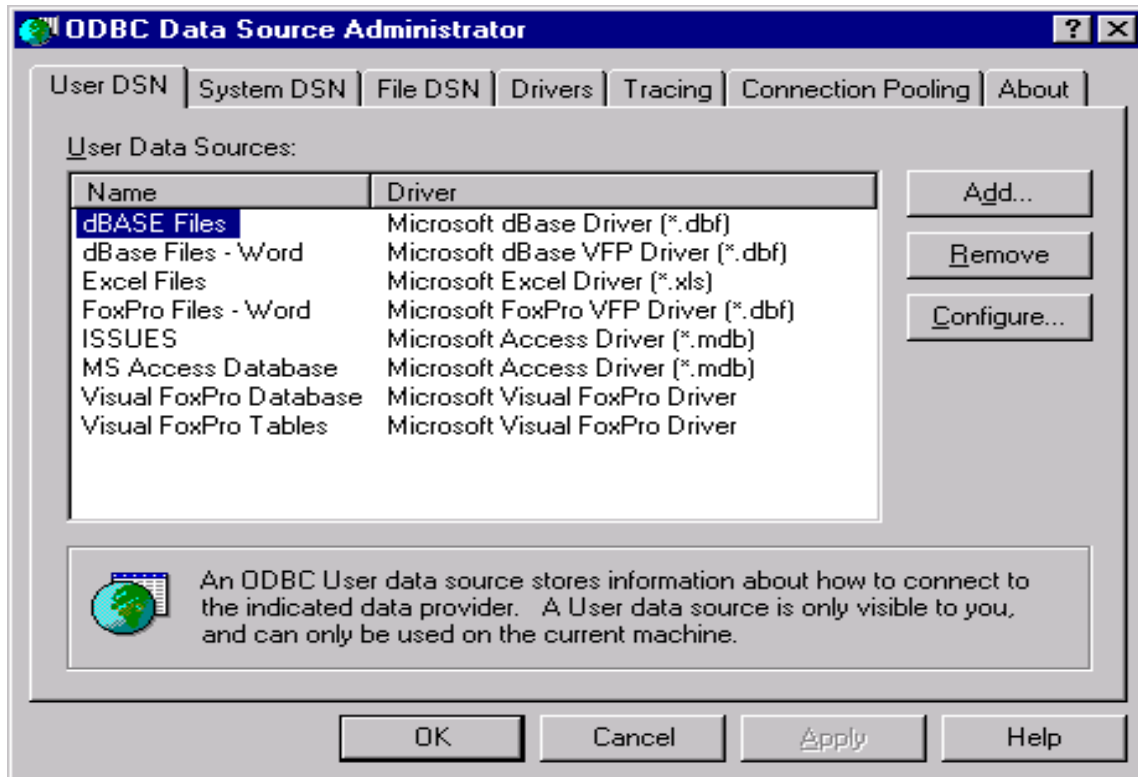 ODBC Data Source Administrator
User DSN System DSN File DSN Drivers Tracing Connection Pooling About
User Data Sources:
Name Driver
dBASE Files Microsoft dBase Driver (*.dbf)
dBase Files - Word Microsoft dBase VFP Driver (*.dbf)
Excel Files Microsoft Excel Driver (*.xls)
FoxPro Files - Word Microsoft FoxPro VFP Driver (*.dbf)
ISSUES Microsoft Access Driver (*.mdb)
MS Access Database Microsoft Access Driver (*.mdb)
Visual FoxPro Database Microsoft Visual FoxPro Driver
Visual FoxPro Tables Microsoft Visual FoxPro Driver
Add...
Remove
Configure...
An ODBC User data source stores information about how to connect to
the indicated data provider. A User data source is only visible to you,
and can only be used on the current machine.
OK Cancel Apply Help